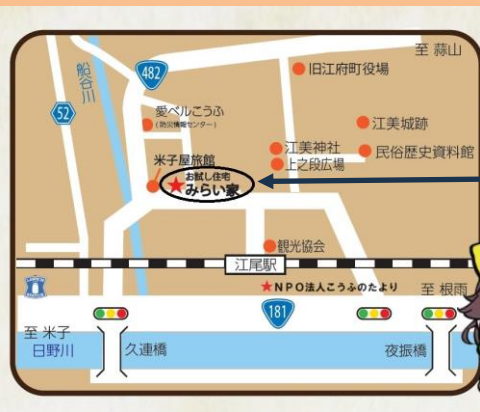 至 蒜山
船谷川
482
旧江府町役場
52
愛ベルこうふ
(防災情報センター)
江美城跡
江美神社
民俗歴史資料館
上之段広場
米子屋旅館
お試し住宅
みらい家
観光協会
江尾駅
NPO法人こうふのたより
至 根雨
181
至 米子
日野川
久連橋
夜振橋